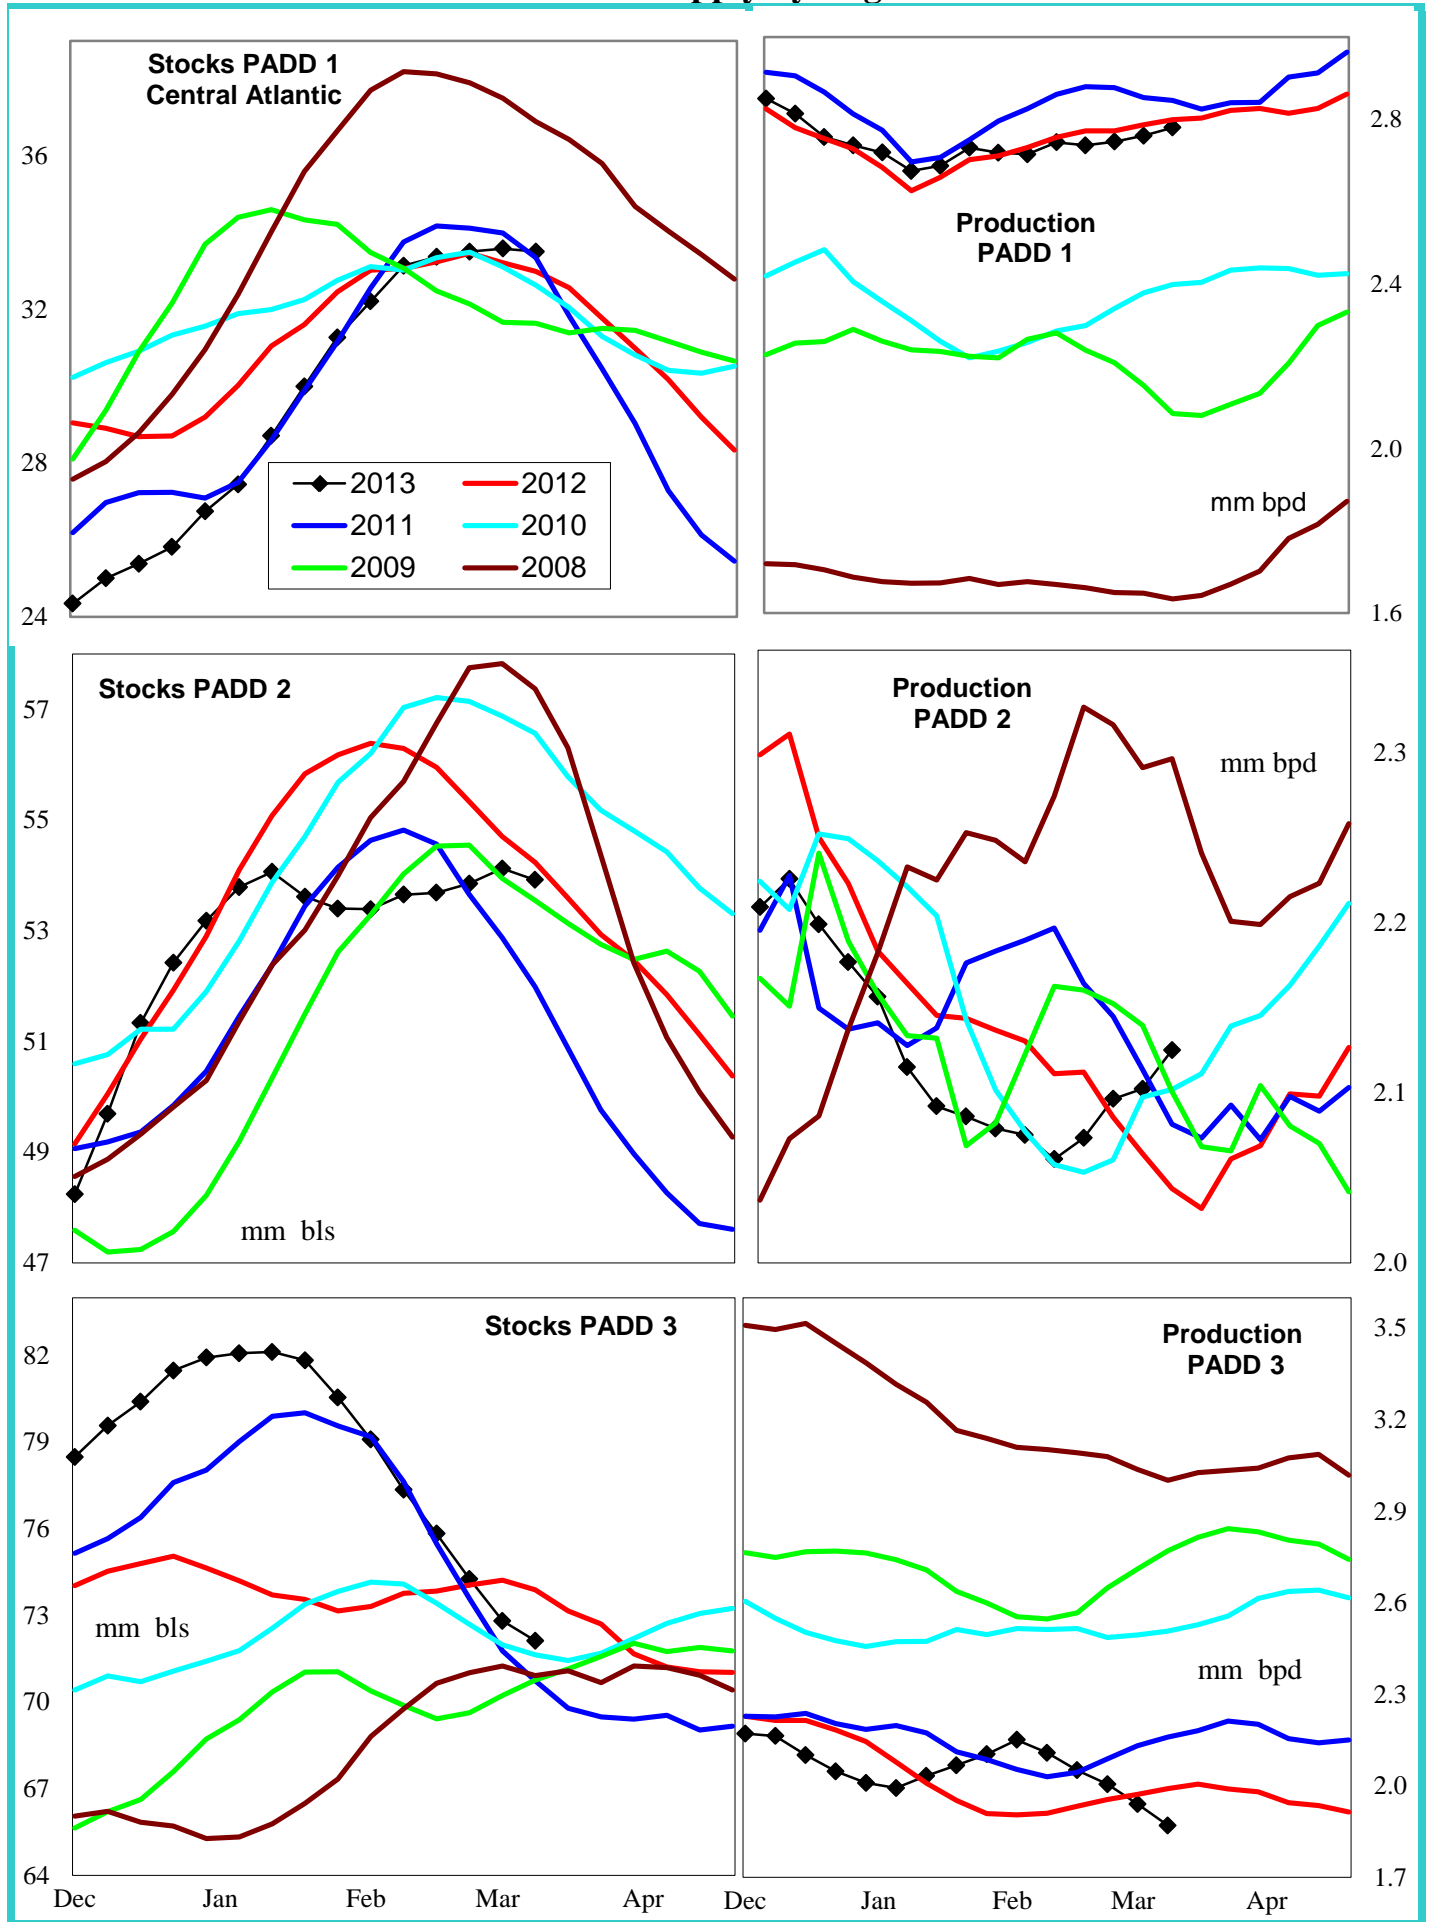 Stocks PADD 1
Central Atlantic
36
32
28
24
2013
2012
2011
2010
2009
2008
Production
PADD 1
mm bpd
2.8
2.4
2.0
1.6
Stocks PADD 2
mm bls
57
55
53
51
49
47
Production
PADD 2
mm bpd
2.3
2.2
2.1
2.0
Stocks PADD 3
mm bls
82
79
76
73
70
67
64
Dec Jan Feb Mar Apr
Production
PADD 3
mm bpd
3.5
3.2
2.9
2.6
2.3
2.0
1.7
Dec Jan Feb Mar Apr